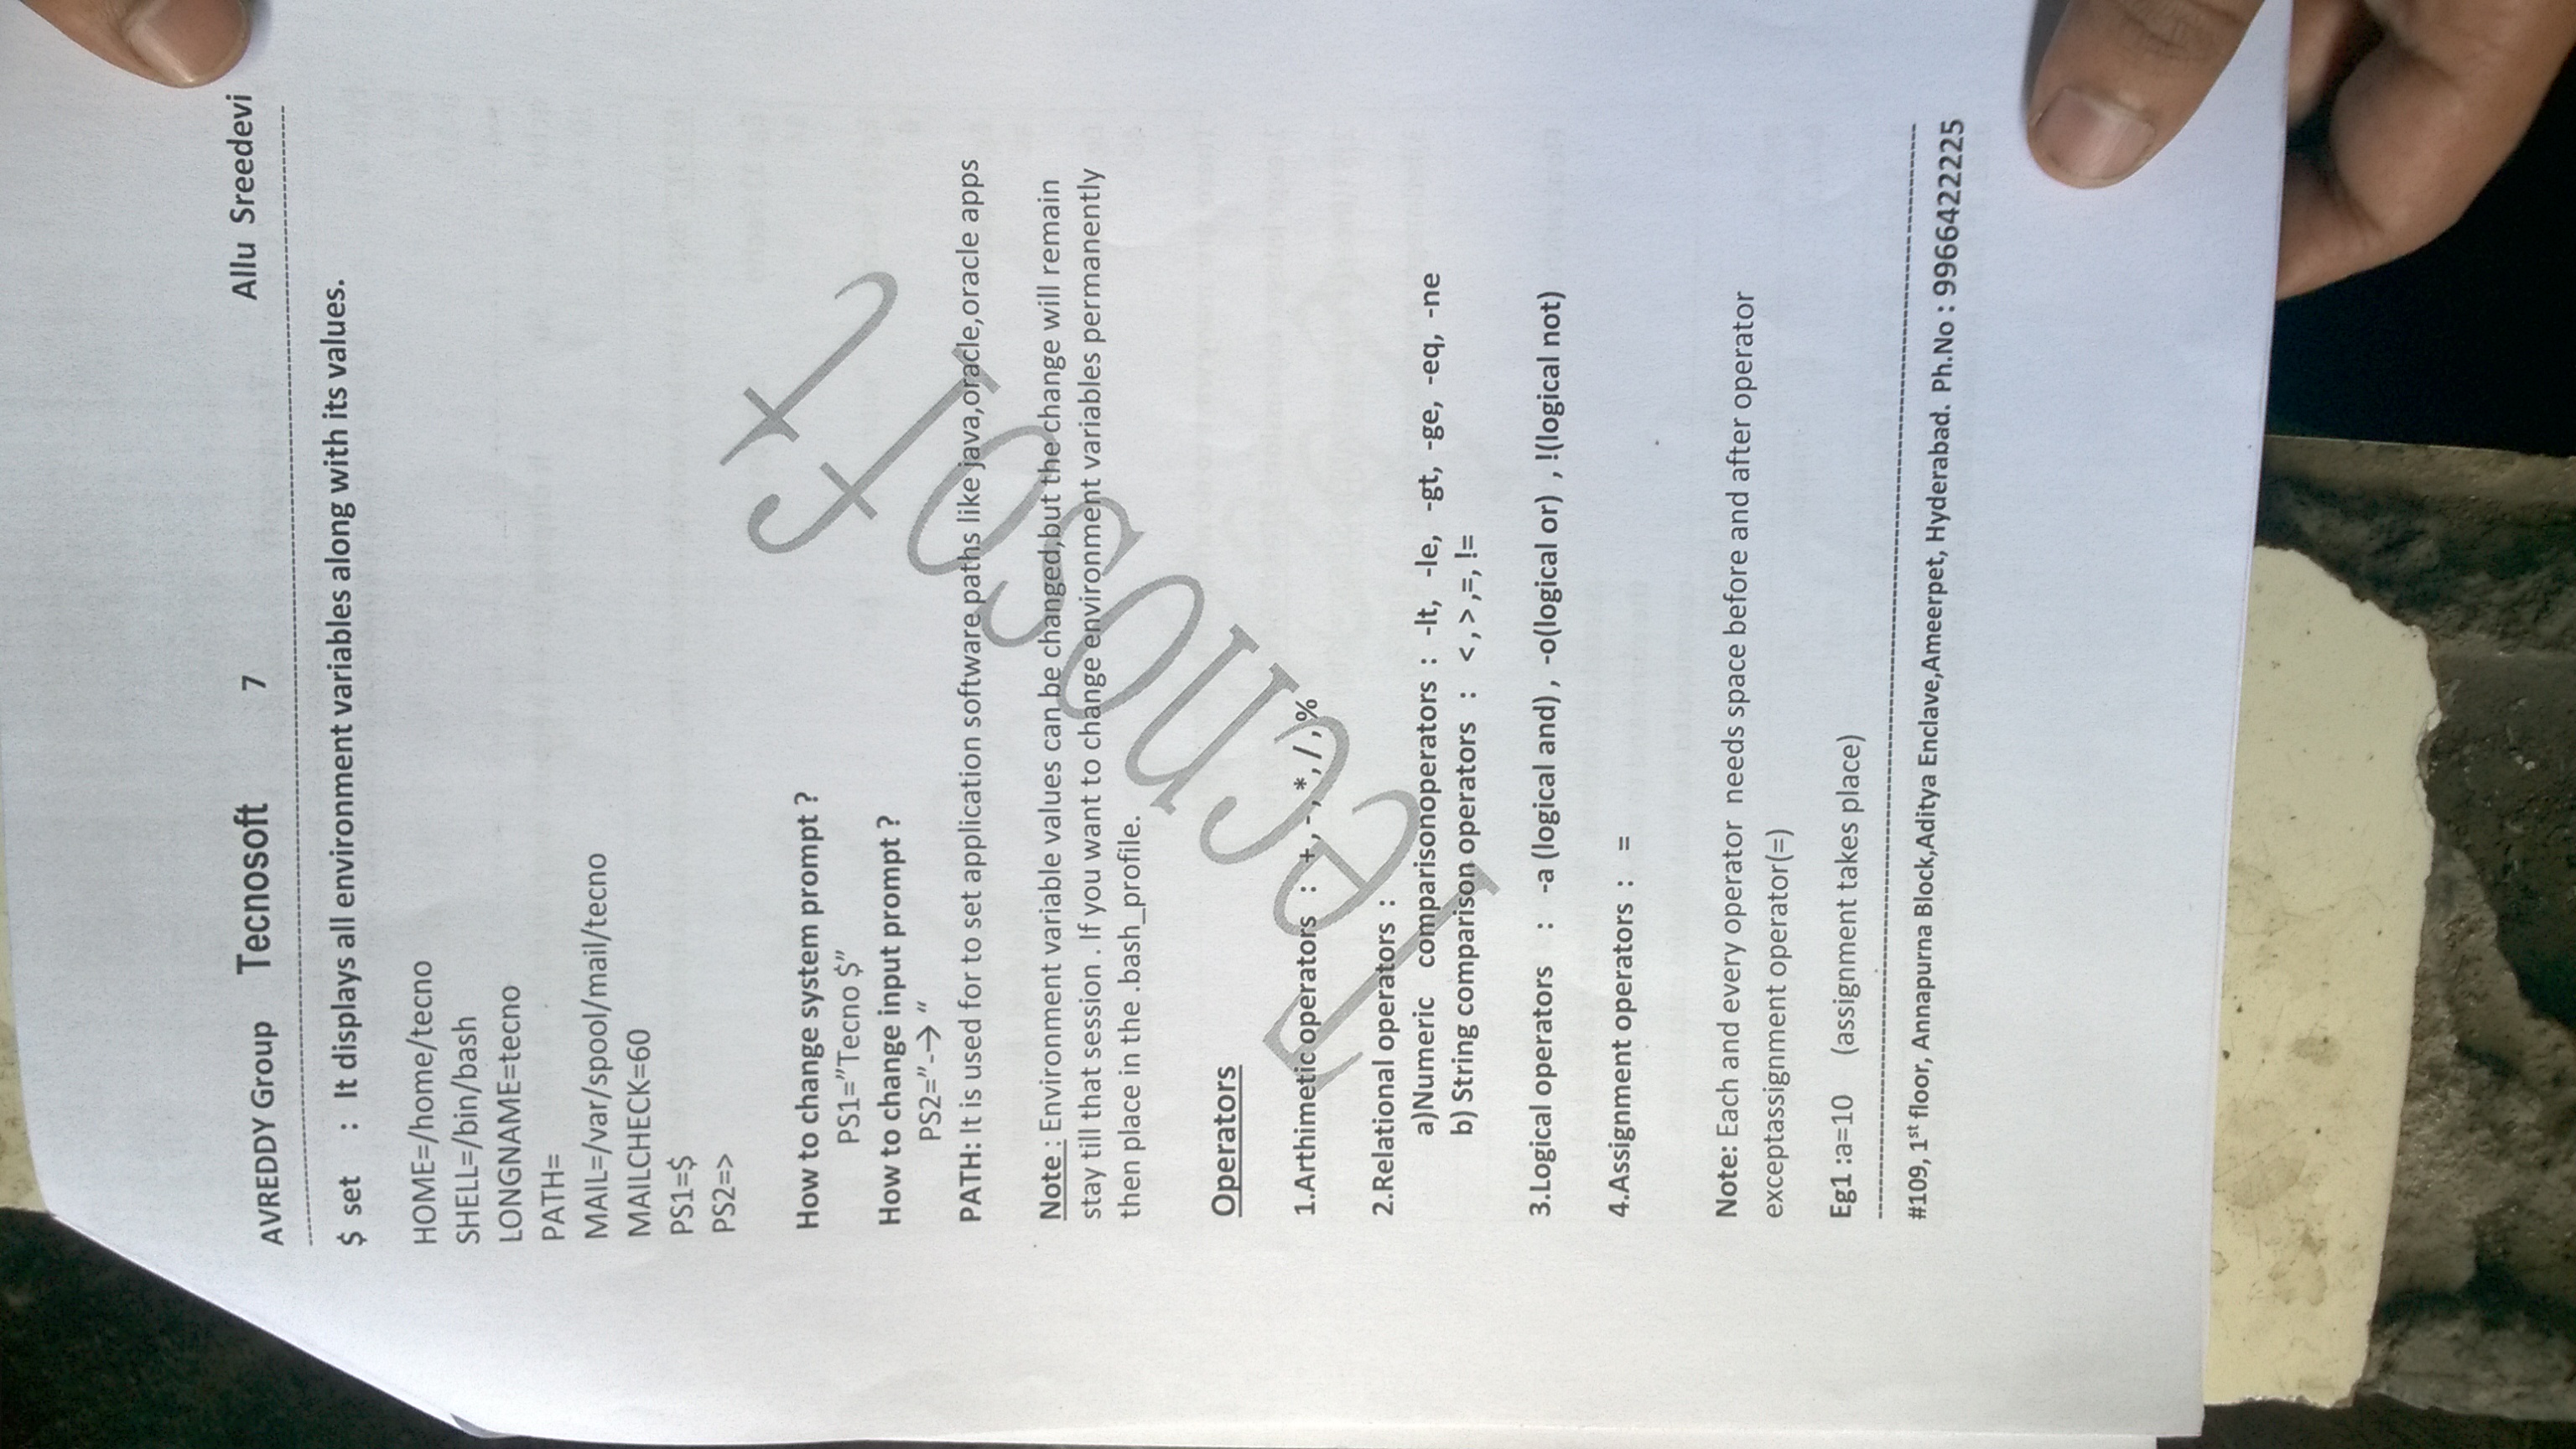 AVREDDY Group Tecnosoft 7 Allu Sreedevi
$ set : It displays all environment variables along with its values.
HOME=/home/tecno
SHELL=/bin/bash
LONGNAME=tecno
PATH=
MAIL=/var/spool/mail/tecno
MAILCHECK=60
PS1=$
PS2=>
How to change system prompt ?
PS1=”Tecno $”
How to change input prompt ?
PS2=”-→ “
PATH: It is used for to set application software paths like java,oracle,oracle apps
Note : Environment variable values can be changed,but the change will remain
stay till that session . If you want to change environment variables permanently
then place in the .bash_profile.
Operators
1.Arthimetic operators : +, -, *, / , %
2.Relational operators :
a)Numeric comparisonoperators : -lt, -le, -gt, -ge, -eq, -ne
b) String comparison operators : < , > ,=, !=
3.Logical operators : -a (logical and) , -o(logical or) , !(logical not)
4.Assignment operators : =
Note: Each and every operator needs space before and after operator
exceptassignment operator(=)
Eg1 :a=10 (assignment takes place)
#109, 1st floor, Annapurna Block,Aditya Enclave,Ameerpet, Hyderabad. Ph.No : 9966422225
Tecnosoft